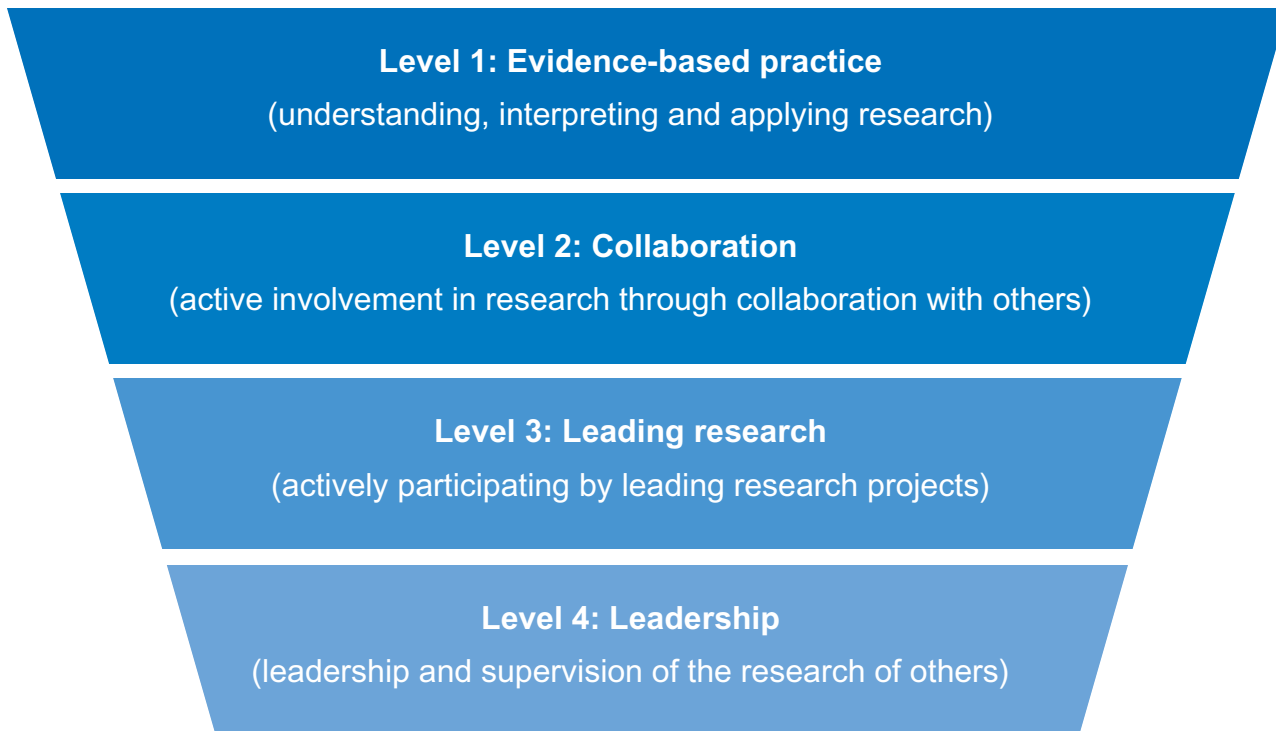 Level 1: Evidence-based practice
(understanding, interpreting and applying research)
Level 2: Collaboration
(active involvement in research through collaboration with others)
Level 3: Leading research
(actively participating by leading research projects)
Level 4: Leadership
(leadership and supervision of the research of others)